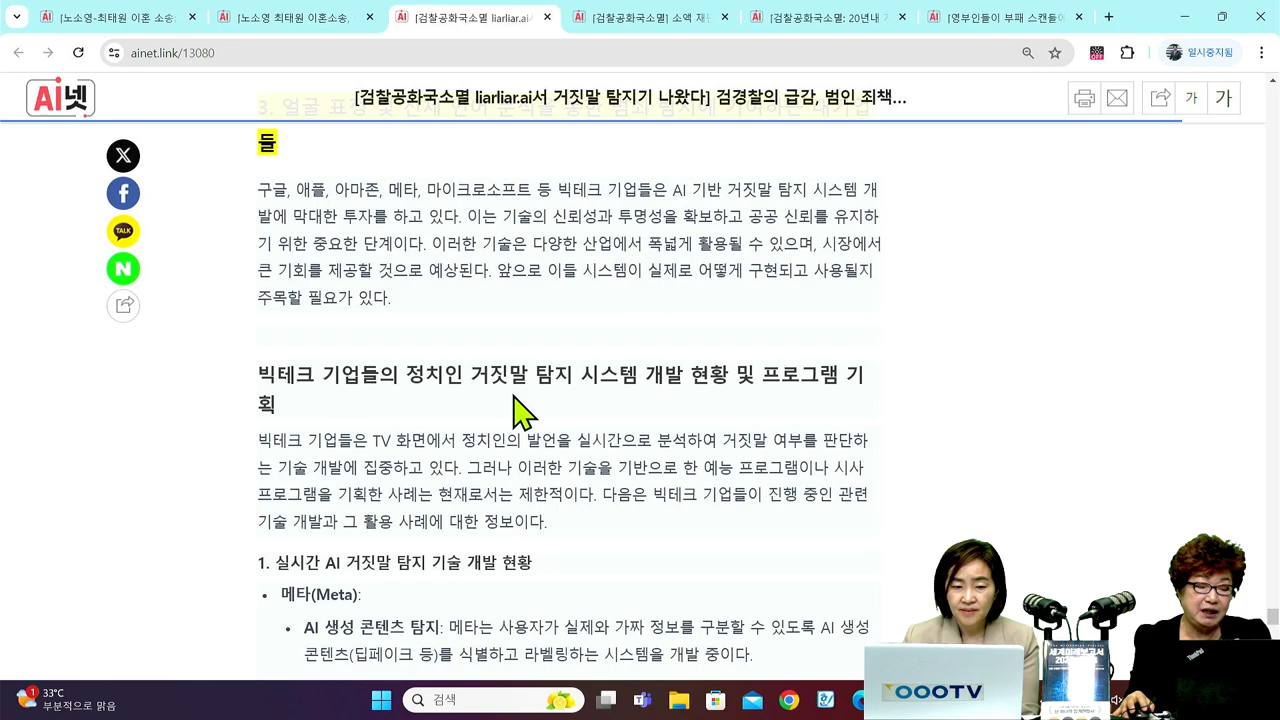 [노소영-최태원 이혼 소송
노소영 최태원 이혼소송,
[검찰공화국소멸 liarliar.ai서
[검찰공화국소멸] 소액 재판
[검찰공화국소멸: 20년내
[영부인들이 부패 스캔들에
ainet.link/13080
OFF
일시중지됨
Ai넷
[검찰공화국소멸 liarliar.ai서 거짓말 탐지기 나왔다] 검경찰의 급감, 범인 죄책...
가
가
3. 얼굴
들
TALK
N
구글, 애플, 아마존, 메타, 마이크로소프트 등 빅테크 기업들은 AI 기반 거짓말 탐지 시스템 개
발에 막대한 투자를 하고 있다. 이는 기술의 신뢰성과 투명성을 확보하고 공공 신뢰를 유지하
기 위한 중요한 단계이다. 이러한 기술은 다양한 산업에서 폭넓게 활용될 수 있으며, 시장에서
큰 기회를 제공할 것으로 예상된다. 앞으로 이들 시스템이 실제로 어떻게 구현되고 사용될지
주목할 필요가 있다.
빅테크 기업들의 정치인 거짓말 탐지 시스템 개발 현황 및 프로그램 기
획
빅테크 기업들은 TV 화면에서 정치인의 발언을 실시간으로 분석하여 거짓말 여부를 판단하
는 기술 개발에 집중하고 있다. 그러나 이러한 기술을 기반으로 한 예능 프로그램이나 시사
프로그램을 기획한 사례는 현재로서는 제한적이다. 다음은 빅테크 기업들이 진행 중인 관련
기술 개발과 그 활용 사례에 대한 정보이다.
1. 실시간 AI 거짓말 탐지 기술 개발 현황
• 메타(Meta):
• AI 생성 콘텐츠 탐지: 메타는 사용자가 실제와 가짜 정보를 구분할 수 있도록 AI 생성
콘텐 크 등)를 식별하고 라벨링하는 시스템을 개발 중이다.
ThinkPad
세계미래보고서
OOOTV
1
33°C
부분적으로 맑음
검색